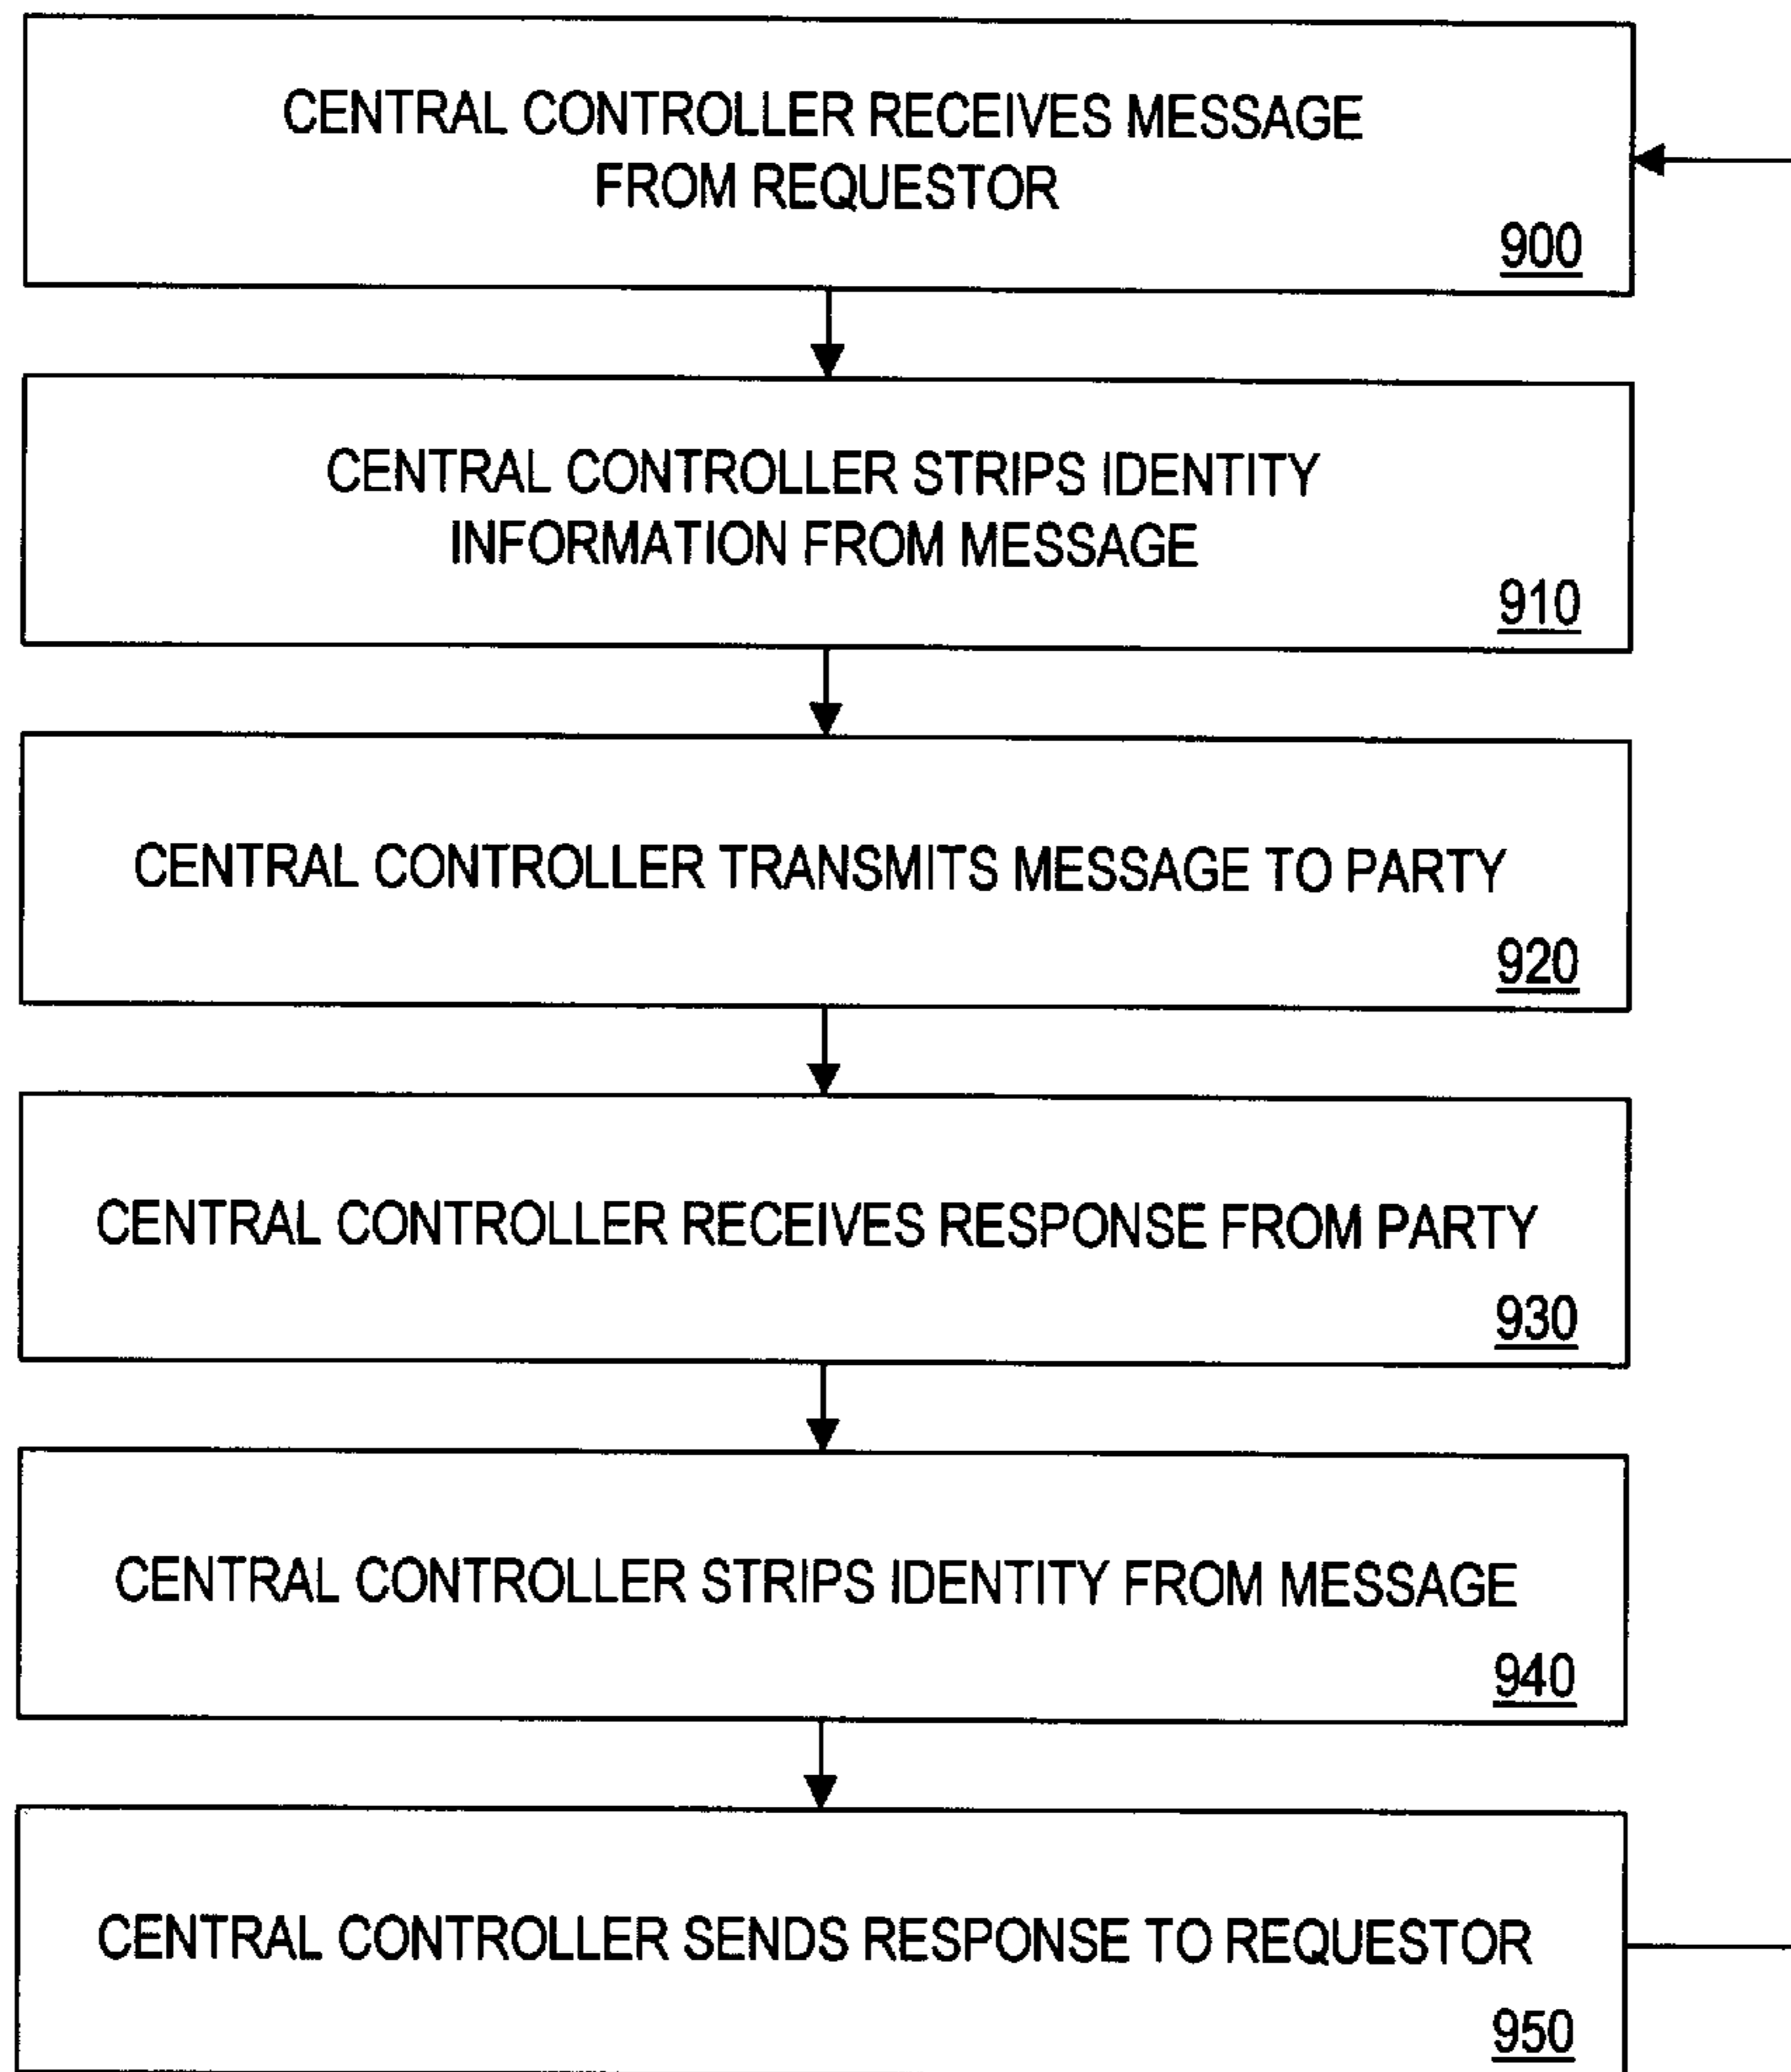 CENTRAL CONTROLLER RECEIVES MESSAGE
FROM REQUESTOR
900
CENTRAL CONTROLLER STRIPS IDENTITY
INFORMATION FROM MESSAGE
910
CENTRAL CONTROLLER TRANSMITS MESSAGE TO PARTY
920
CENTRAL CONTROLLER RECEIVES RESPONSE FROM PARTY
930
CENTRAL CONTROLLER STRIPS IDENTITY FROM MESSAGE
940
CENTRAL CONTROLLER SENDS RESPONSE TO REQUESTOR
950